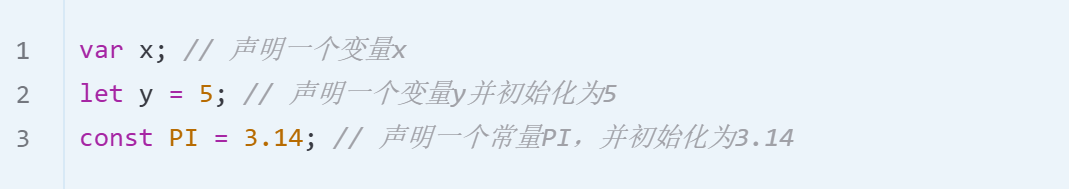 1 var x; // 声明一个变量x
2 let y = 5; // 声明一个变量y并初始化为5
3 const PI = 3.14; // 声明一个常量PI，并初始化为3.14